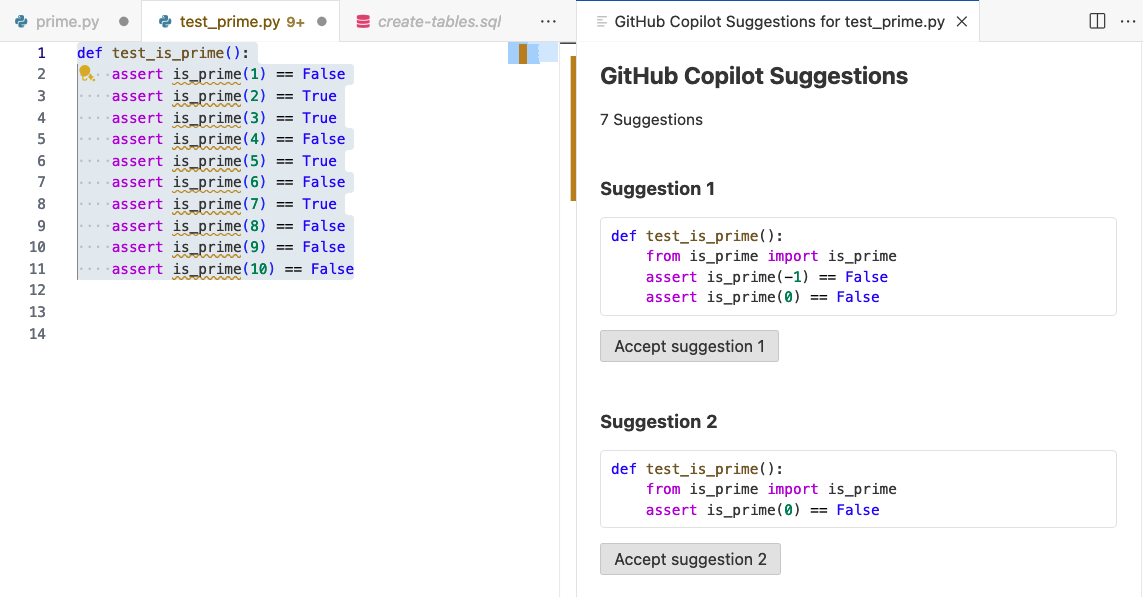 prime.py
test_prime.py 9+
create-tables.sql
1 def test_is_prime():
2 assert is_prime(1) == False
3 assert is_prime(2) == True
4 assert is_prime(3) == True
5 assert is_prime(4) == False
6 assert is_prime(5) == True
7 assert is_prime(6) == False
8 assert is_prime(7) == True
9 assert is_prime(8) == False
10 assert is_prime(9) == False
11 assert is_prime(10) == False
12
13
14
GitHub Copilot Suggestions for test_prime.py
GitHub Copilot Suggestions
7 Suggestions
Suggestion 1
def test_is_prime():
from is_prime import is_prime
assert is_prime(-1) == False
assert is_prime(0) == False
Accept suggestion 1
Suggestion 2
def test_is_prime():
from is_prime import is_prime
assert is_prime(0) == False
Accept suggestion 2